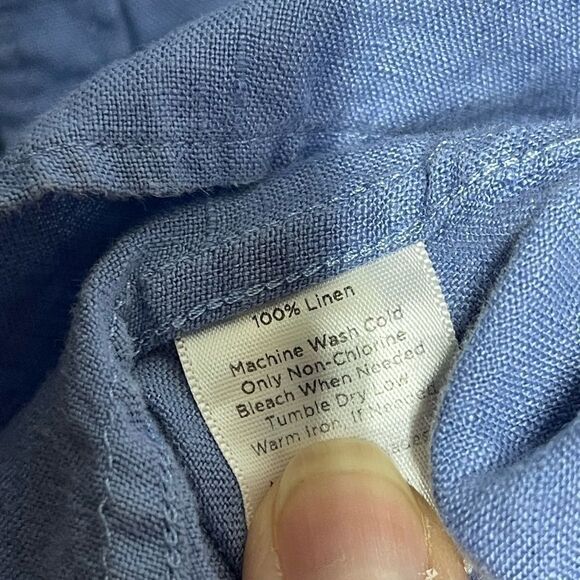 100% Linen
Machine Wash Cold
Only Non-Chlorine
Bleach When Needed
Tumble Dry Low
Warm Iron, If Needed